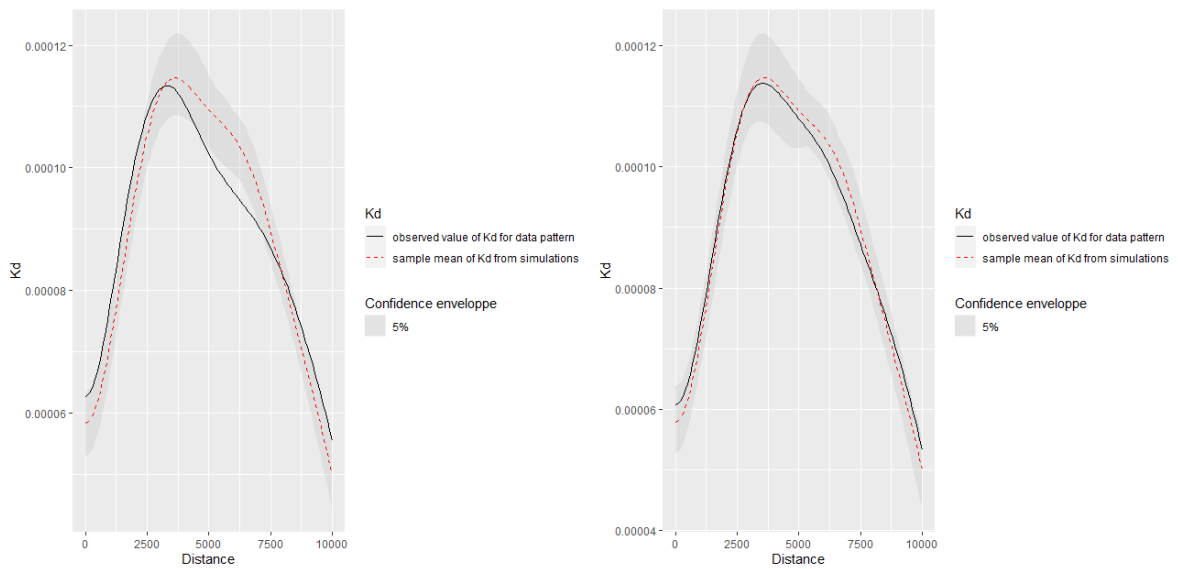 0.00012
0.00010
0.00008
0.00006
Kd
0
2500
5000
7500
10000
Distance
Kd
observed value of Kd for data pattern
sample mean of Kd from simulations
Confidence enveloppe
5%
0.00012
0.00010
0.00008
0.00006
0.00004
Kd
0
2500
5000
7500
10000
Distance
Kd
observed value of Kd for data pattern
sample mean of Kd from simulations
Confidence enveloppe
5%